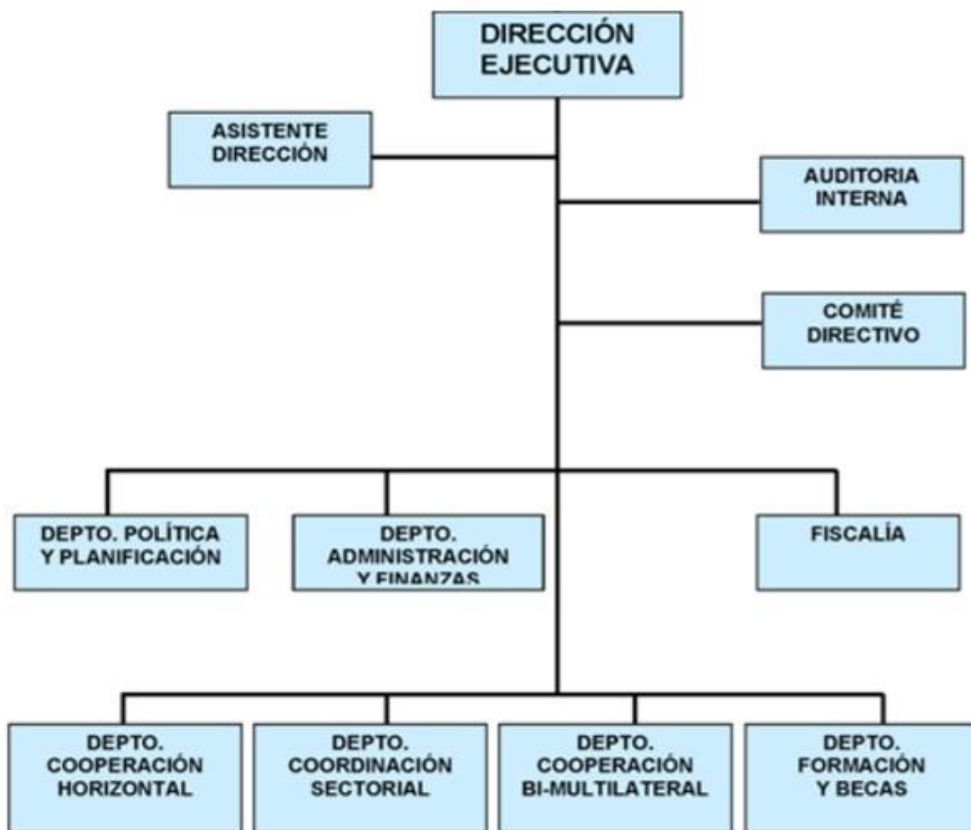 DIRECCIÓN
EJECUTIVA
ASISTENTE
DIRECCIÓN
AUDITORIA
INTERNA
COMITÉ
DIRECTIVO
DEPTO. POLÍTICA
Y PLANIFICACIÓN
DEPTO.
ADMINISTRACIÓN
Y FINANZAS
FISCALÍA
DEPTO.
COOPERACIÓN
HORIZONTAL
DEPTO.
COORDINACIÓN
SECTORIAL
DEPTO.
COOPERACIÓN
BI-MULTILATERAL
DEPTO.
FORMACIÓN
Y BECAS